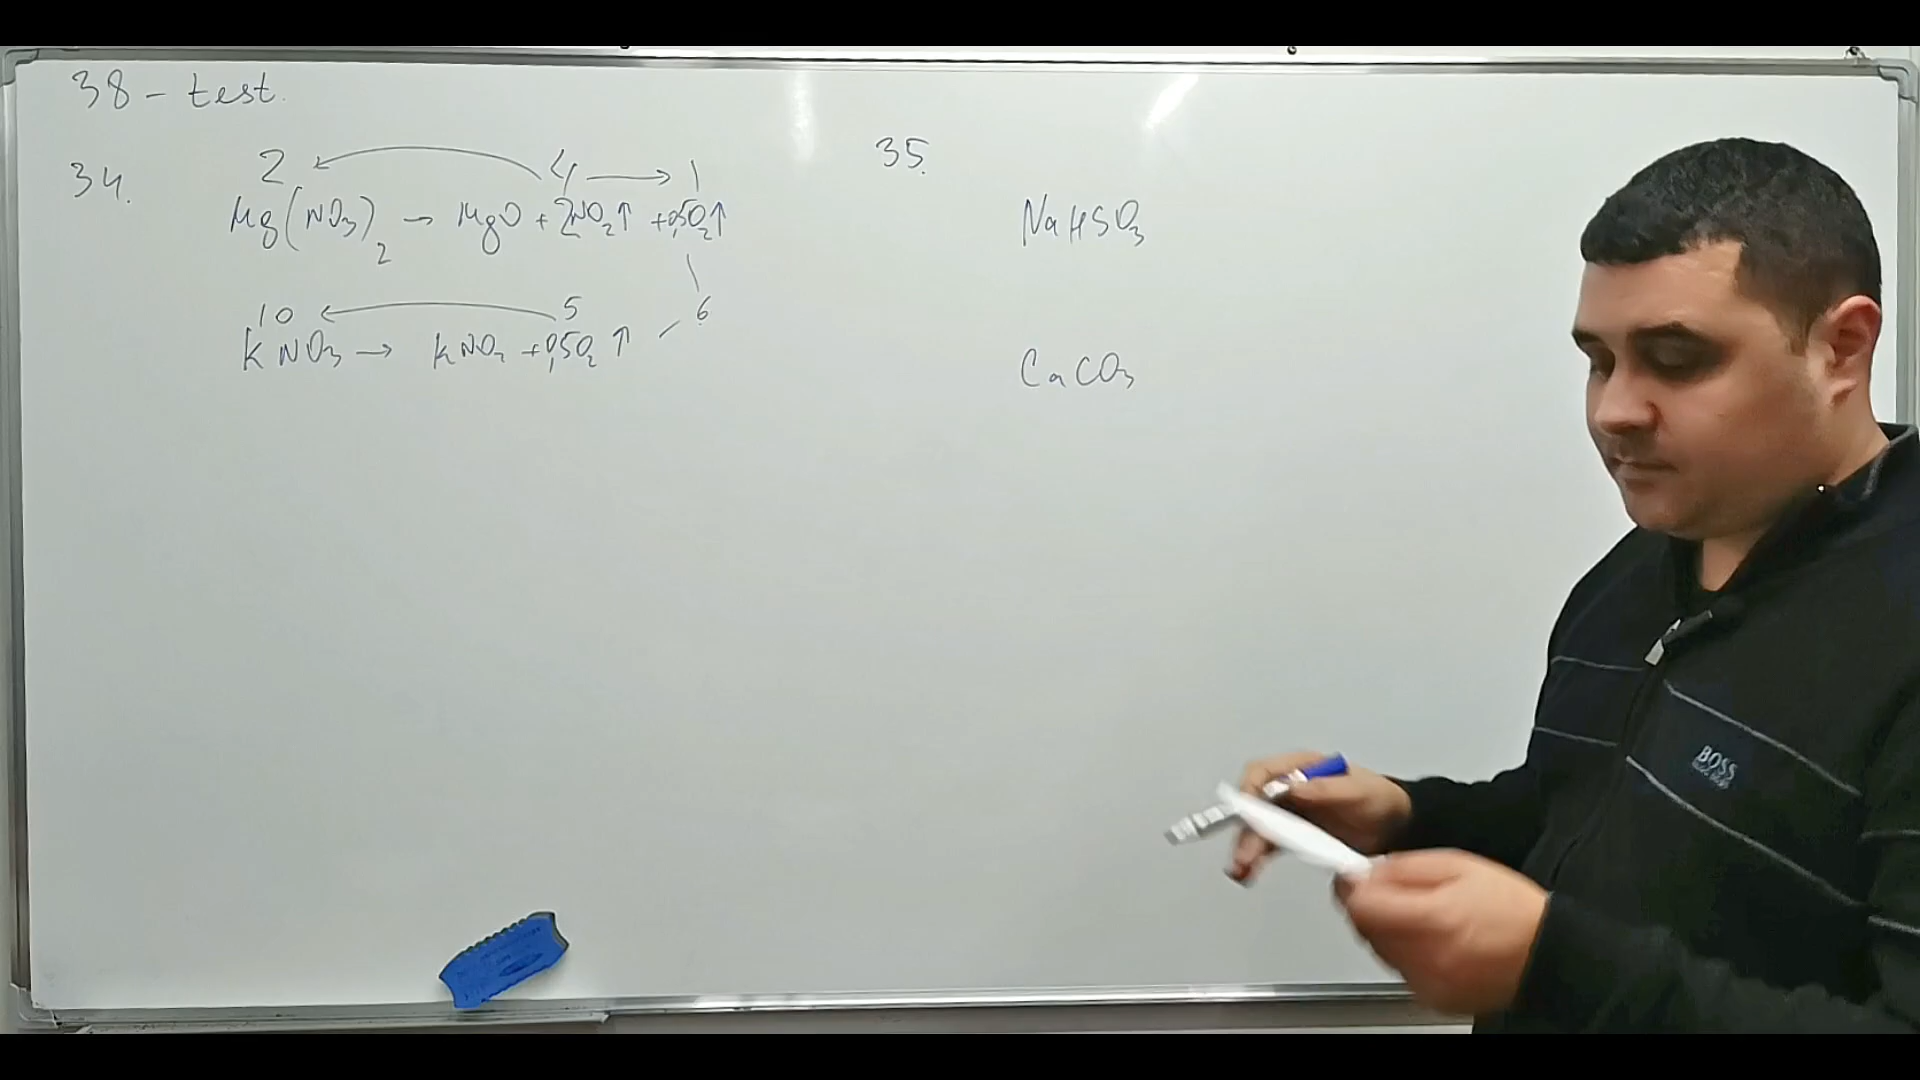 38 - test.
34.
2 4 1
Mg(NO3)2 → MgO + 2NO2↑ + 0,5O2↑
6
10 5
KNO3 → KNO2 + 0,5O2 ↑
35.
NaHSO3
CaCO3
BOSS